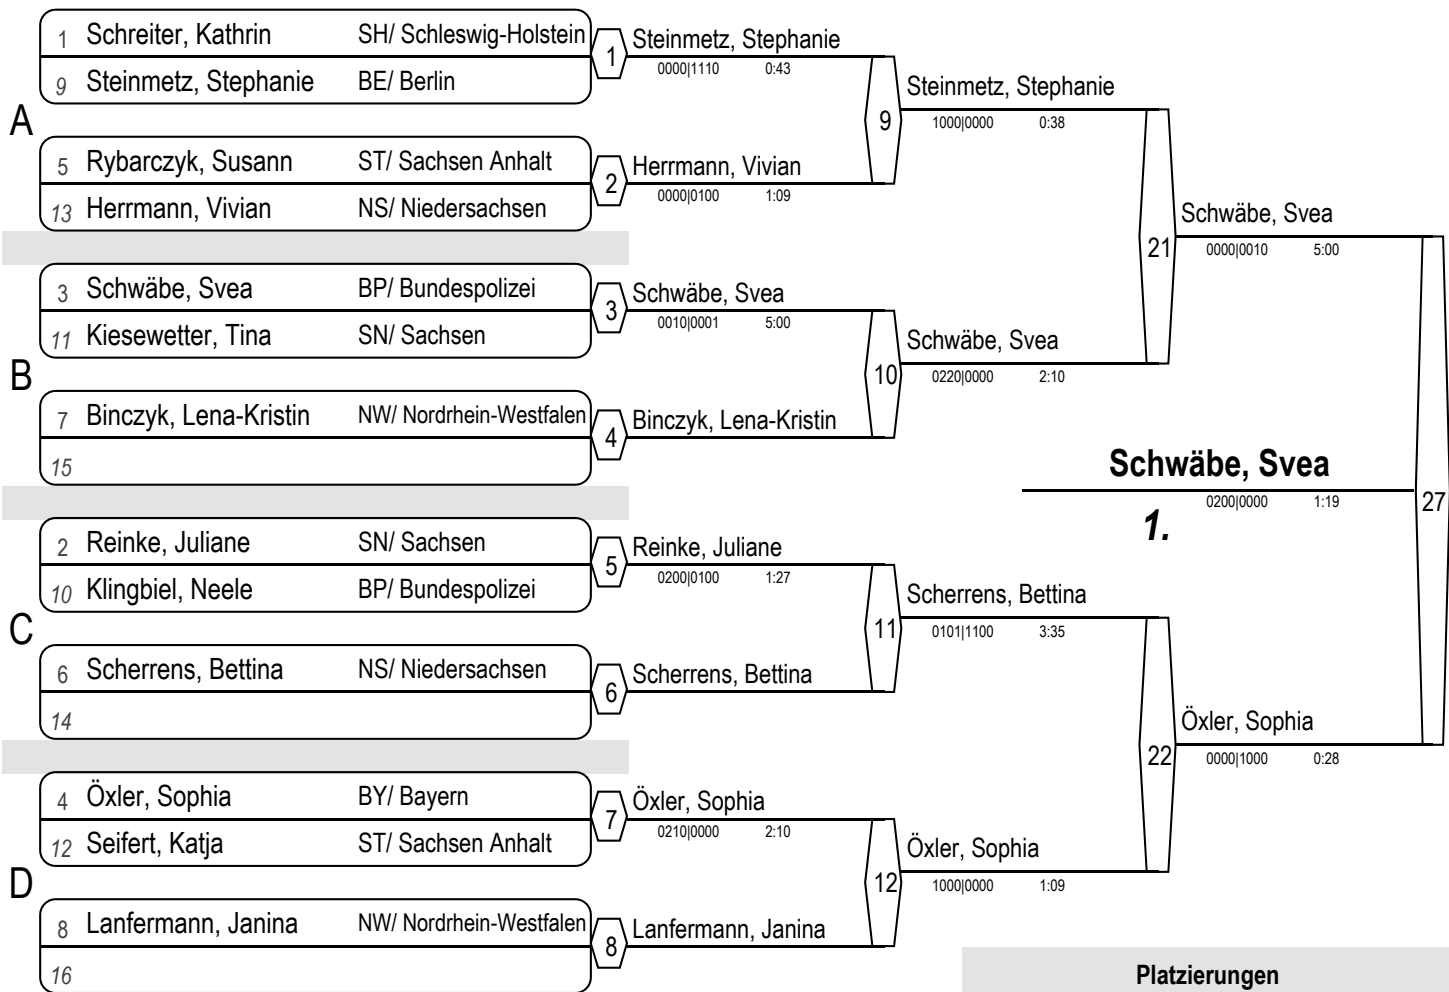 1 Schreiter, Kathrin SH/ Schleswig-Holstein
9 Steinmetz, Stephanie BE/ Berlin
1
Steinmetz, Stephanie
0000|1110 0:43
A
5 Rybarczyk, Susann ST/ Sachsen Anhalt
13 Herrmann, Vivian NS/ Niedersachsen
2
Herrmann, Vivian
0000|0100 1:09
9
Steinmetz, Stephanie
1000|0000 0:38
3 Schwäbe, Svea BP/ Bundespolizei
11 Kiesewetter, Tina SN/ Sachsen
3
Schwäbe, Svea
0010|0001 5:00
B
7 Binczyk, Lena-Kristin NW/ Nordrhein-Westfalen
15
4
Binczyk, Lena-Kristin
10
Schwäbe, Svea
0220|0000 2:10
21
Schwäbe, Svea
0000|0010 5:00
2 Reinke, Juliane SN/ Sachsen
10 Klingbiel, Neele BP/ Bundespolizei
5
Reinke, Juliane
0200|0100 1:27
C
6 Scherrens, Bettina NS/ Niedersachsen
14
6
Scherrens, Bettina
11
Scherrens, Bettina
0101|1100 3:35
4 Öxler, Sophia BY/ Bayern
12 Seifert, Katja ST/ Sachsen Anhalt
7
Öxler, Sophia
0210|0000 2:10
D
8 Lanfermann, Janina NW/ Nordrhein-Westfalen
16
8
Lanfermann, Janina
12
Öxler, Sophia
1000|0000 1:09
22
Öxler, Sophia
0000|1000 0:28
27
Schwäbe, Svea
0200|0000 1:19
1.
Platzierungen